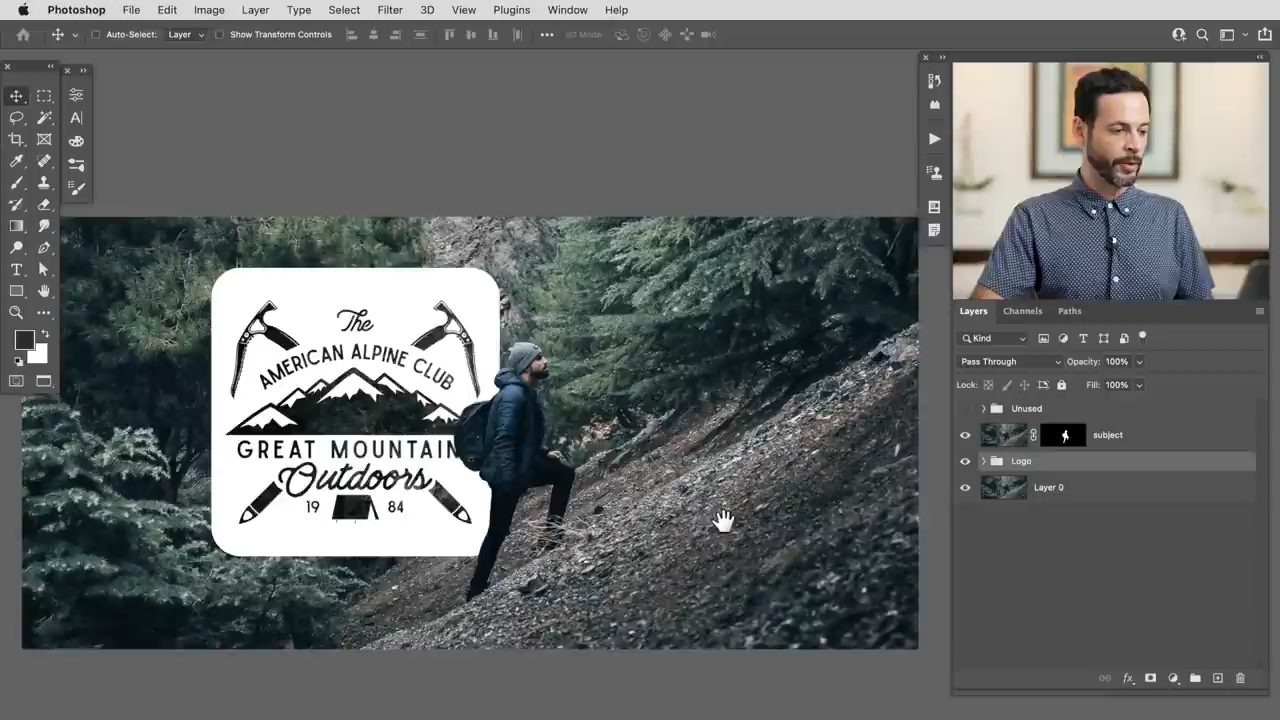 Photoshop File Edit Image Layer Type Select Filter 3D View Plugins Window Help
Auto-Select: Layer Show Transform Controls 3D Mode
Layers Channels Paths
Kind
Pass Through Opacity: 100%
Lock: Fill: 100%
Unused
subject
Logo
Layer 0
The
AMERICAN ALPINE CLUB
GREAT MOUNTAIN
Outdoors
19 84